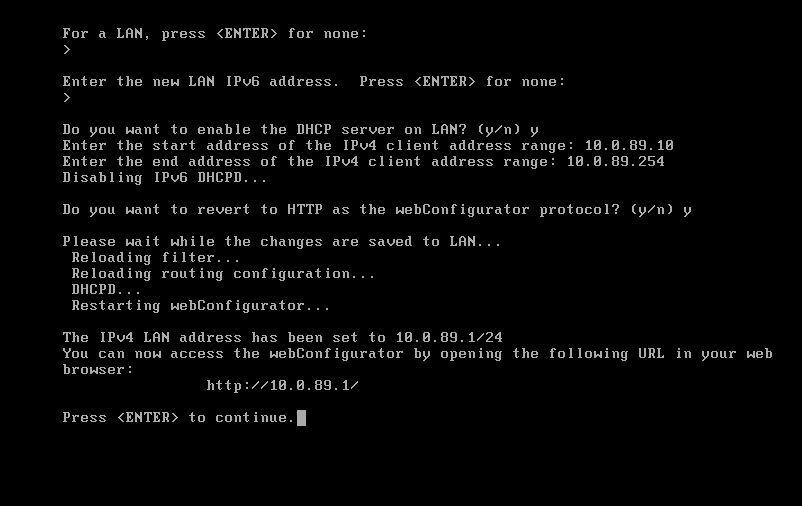 For a LAN, press <ENTER> for none:
>
Enter the new LAN IPv6 address.  Press <ENTER> for none:
>
Do you want to enable the DHCP server on LAN? (y/n) y
Enter the start address of the IPv4 client address range: 10.0.89.10
Enter the end address of the IPv4 client address range: 10.0.89.254
Disabling IPv6 DHCPD...
Do you want to revert to HTTP as the webConfigurator protocol? (y/n) y
Please wait while the changes are saved to LAN...
Reloading filter...
Reloading routing configuration...
DHCPD...
Restarting webConfigurator...
The IPv4 LAN address has been set to 10.0.89.1/24
You can now access the webConfigurator by opening the following URL in your web
browser:
http://10.0.89.1/
Press <ENTER> to continue.